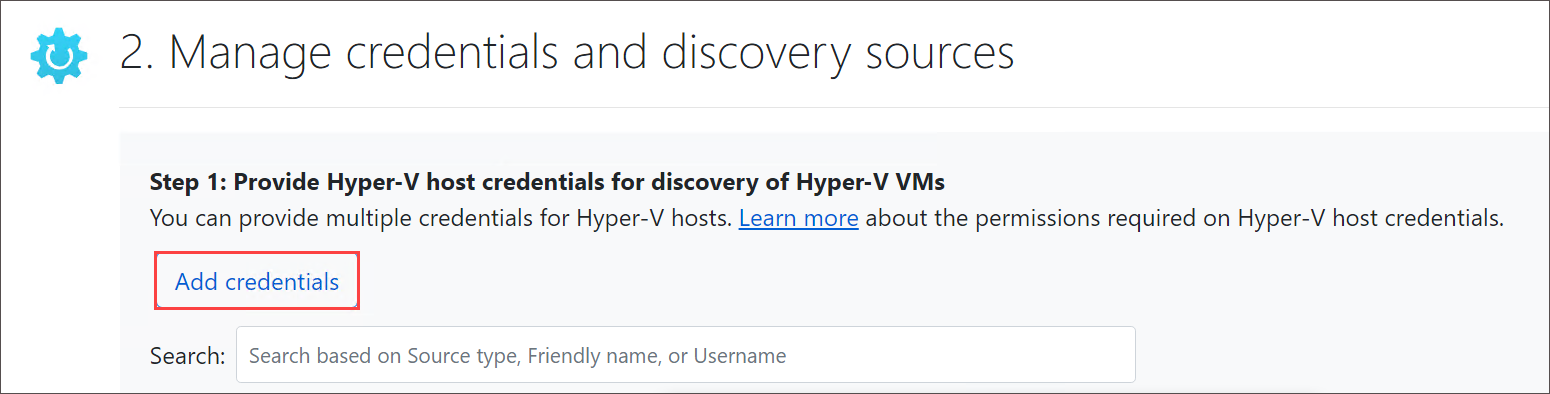 2. Manage credentials and discovery sources
Step 1: Provide Hyper-V host credentials for discovery of Hyper-V VMs
You can provide multiple credentials for Hyper-V hosts. Learn more about the permissions required on Hyper-V host credentials.
Add credentials
Search: Search based on Source type, Friendly name, or Username